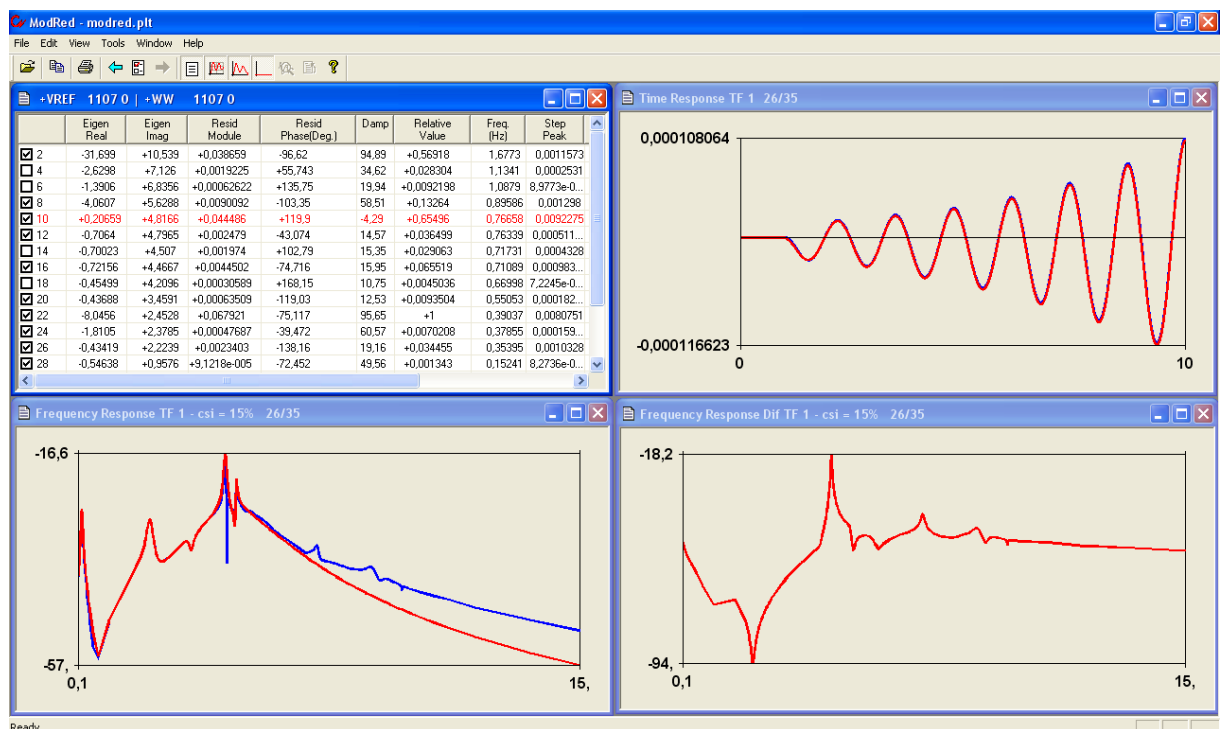 ModRed - modred.plt
File Edit View Tools Window Help
+VREF 1107 0 | +WW 1107 0
Eigen Real Eigen Imag Resid Module Resid Phase(Deg.) Damp Relative Value Freq. (Hz) Step Peak
2 -31,699 +10,539 +0,038659 -96,62 94,89 +0,56918 1,6773 0,0011573
4 -2,6298 +7,126 +0,0019225 +55,743 34,62 +0,028304 1,1341 0,0002531
6 -1,3906 +6,8356 +0,00062622 +135,75 19,94 +0,0092198 1,0879 8,9773e-0...
8 -4,0607 +5,6288 +0,0090092 -103,35 58,51 +0,13264 0,89586 0,001298
10 +0,20659 +4,8166 +0,044486 +119,9 -4,29 +0,65496 0,76658 0,0092275
12 -0,7064 +4,7965 +0,002479 -43,074 14,57 +0,036499 0,76339 0,000511...
14 -0,70023 +4,507 +0,001974 +102,79 15,35 +0,029063 0,71731 0,0004328
16 -0,72156 +4,4667 +0,0044502 -74,716 15,95 +0,065519 0,71089 0,000983...
18 -0,45499 +4,2096 +0,00030589 +168,15 10,75 +0,0045036 0,66998 7,2245e-0...
20 -0,43688 +3,4591 +0,00063509 -119,03 12,53 +0,0093504 0,55053 0,000182...
22 -8,0456 +2,4528 +0,067921 -75,117 95,65 +1 0,39037 0,0080751
24 -1,8105 +2,3785 +0,00047687 -39,472 60,57 +0,0070208 0,37855 0,000159...
26 -0,43419 +2,2239 +0,0023403 -138,16 19,16 +0,034455 0,35395 0,0010328
28 -0,54638 +0,9576 +9,1218e-005 -72,452 49,56 +0,001343 0,15241 8,2736e-0...
Time Response TF 1 26/35
0,000108064
-0,000116623
0 10
Frequency Response TF 1 - csi = 15% 26/35
-16,6
-57,
0,1 15,
Frequency Response Dif TF 1 - csi = 15% 26/35
-18,2
-94,
0,1 15,
Ready